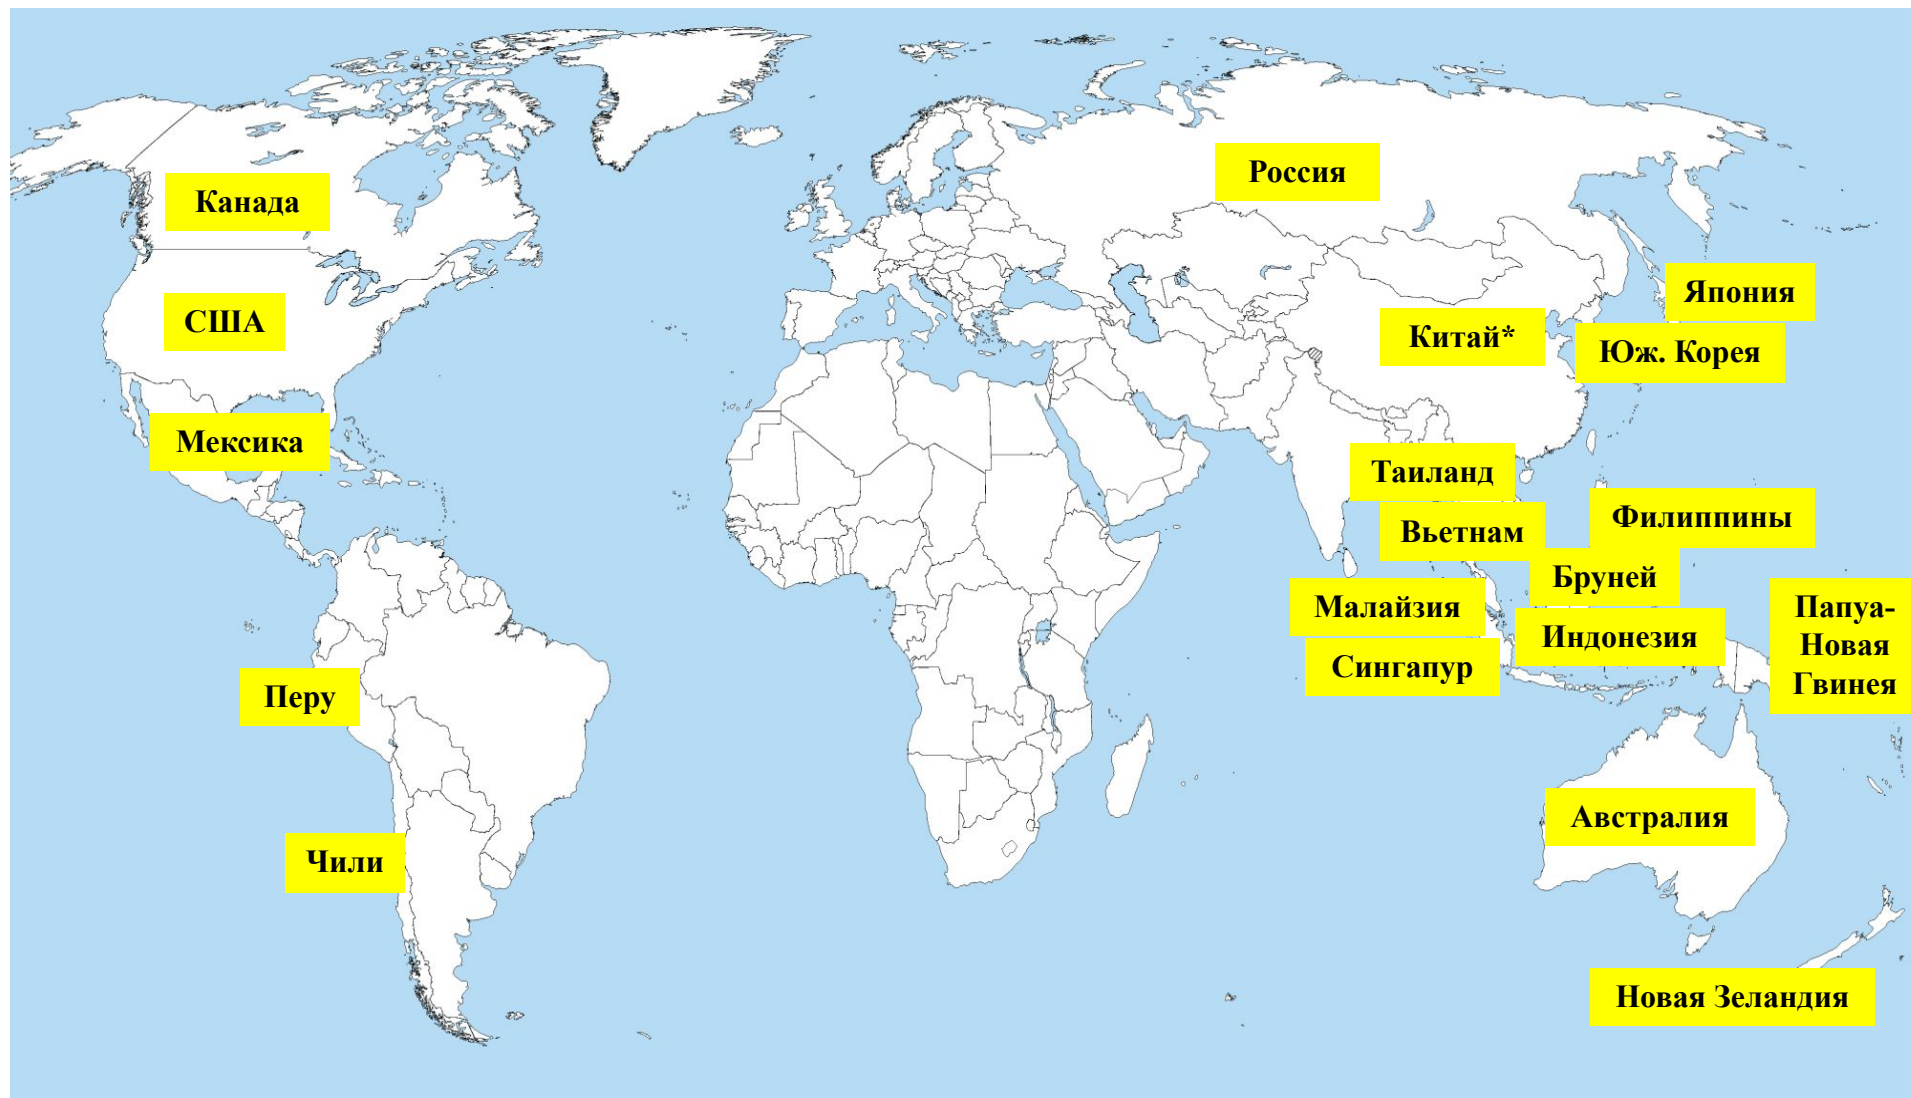 Россия
Канада
Япония
США
Китай*
Юж. Корея
Мексика
Таиланд
Филиппины
Вьетнам
Бруней
Малайзия
Папуа-
Новая
Гвинея
Индонезия
Сингапур
Перу
Австралия
Чили
Новая Зеландия